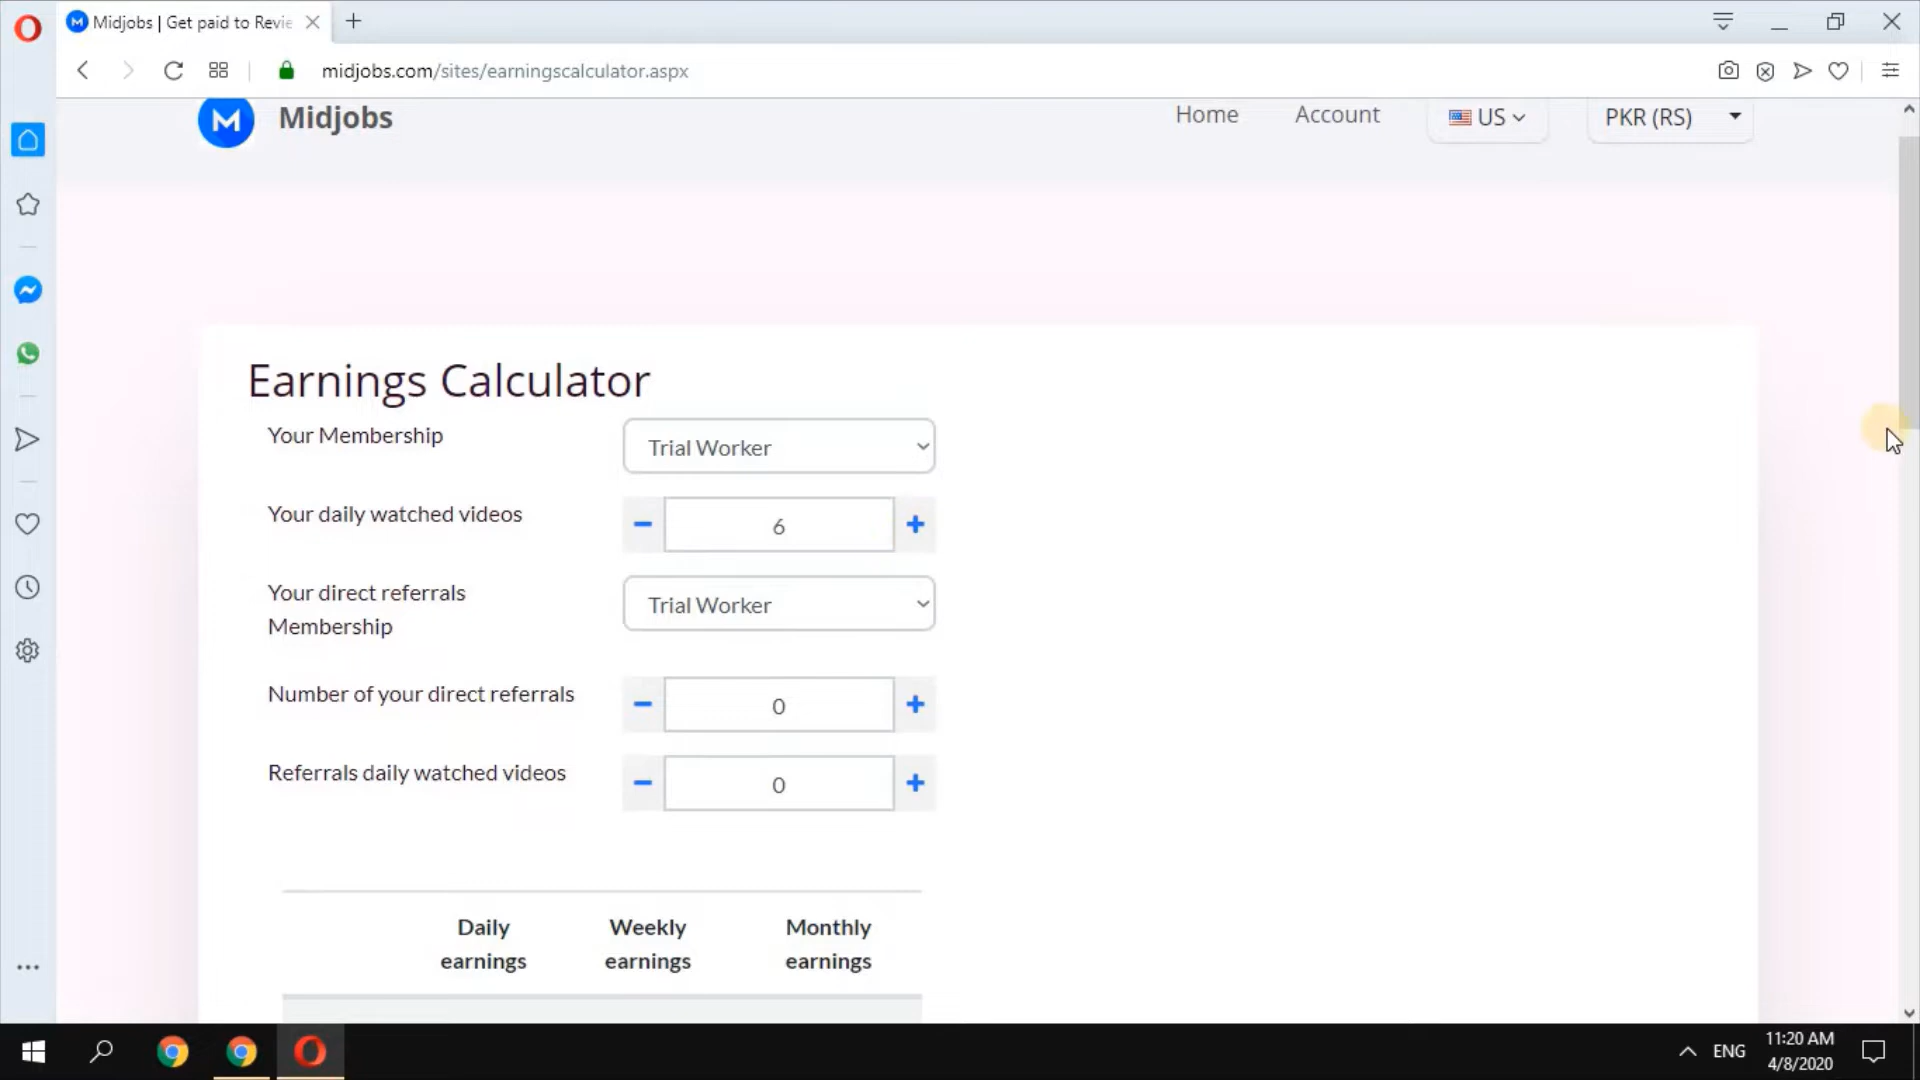 Midjobs | Get paid to Revie
midjobs.com/sites/earningscalculator.aspx
Midjobs
Home
Account
US
PKR (RS)
Earnings Calculator
Your Membership
Trial Worker
Your daily watched videos
6
Your direct referrals
Membership
Trial Worker
Number of your direct referrals
0
Referrals daily watched videos
0
Daily
earnings
Weekly
earnings
Monthly
earnings
ENG
11:20 AM
4/8/2020